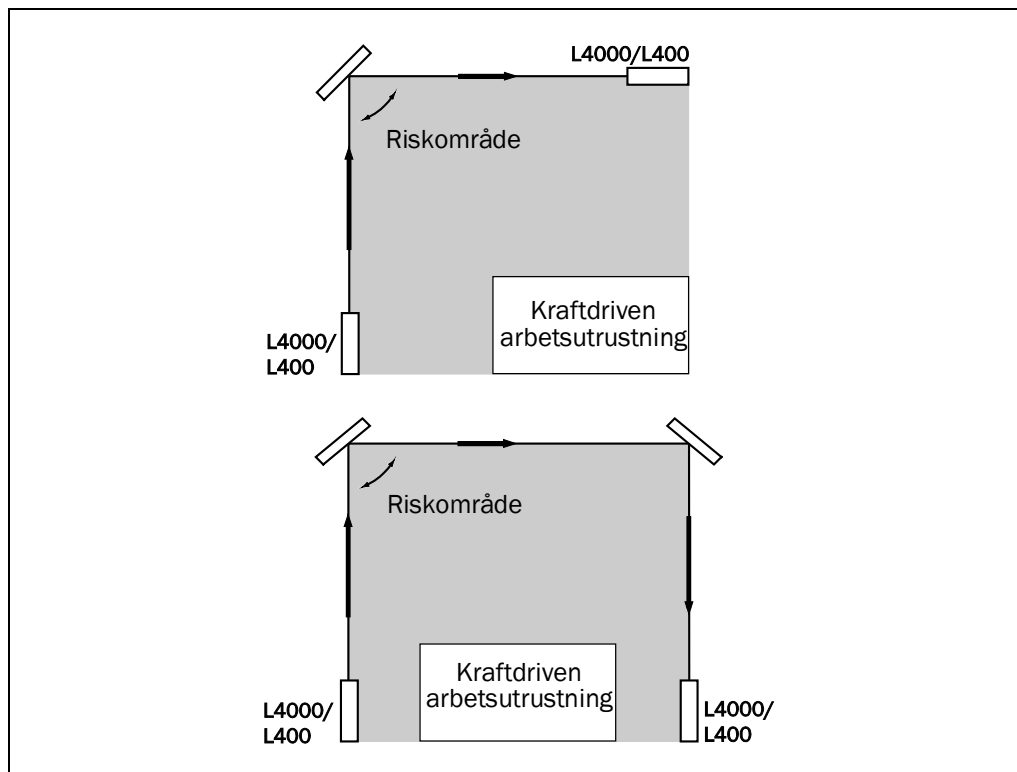 L4000/L400
Riskområde
Kraftdriven
arbetsutrustning
L4000/
L400
Riskområde
Kraftdriven
arbetsutrustning
L4000/
L400
L4000/
L400